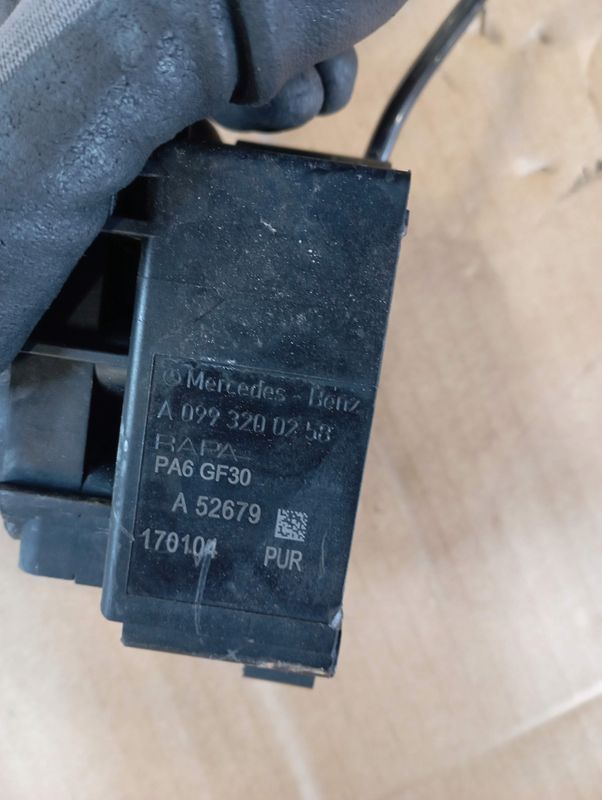 Mercedes - Benz
A 099 320 02 58
RAPA
PA6 GF30
A 52679
170104
PUR